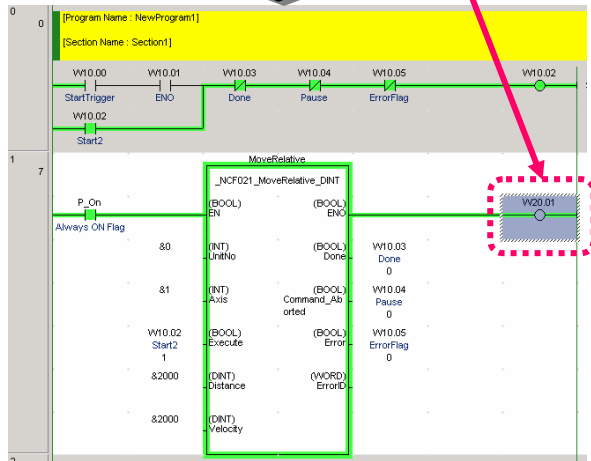 0
0
[Program Name : NewProgram1]
[Section Name : Section1]
W10.00
W10.01
W10.03
W10.04
W10.05
W10.02
StartTrigger
ENO
Done
Pause
ErrorFlag
W10.02
Start2
1
7
MoveRelative
_NCF021_MoveRelative_DINT
P_On
(BOOL)
EN
(BOOL)
ENO
W20.01
Always ON Flag
&0
(INT)
UnitNo
(BOOL)
Done
W10.03
Done
0
&1
(INT)
Axis
(BOOL)
Command_Ab
orted
W10.04
Pause
0
W10.02
Start2
1
(BOOL)
Execute
(BOOL)
Error
W10.05
ErrorFlag
0
&2000
(DINT)
Distance
(WORD)
ErrorID
&2000
(DINT)
Velocity